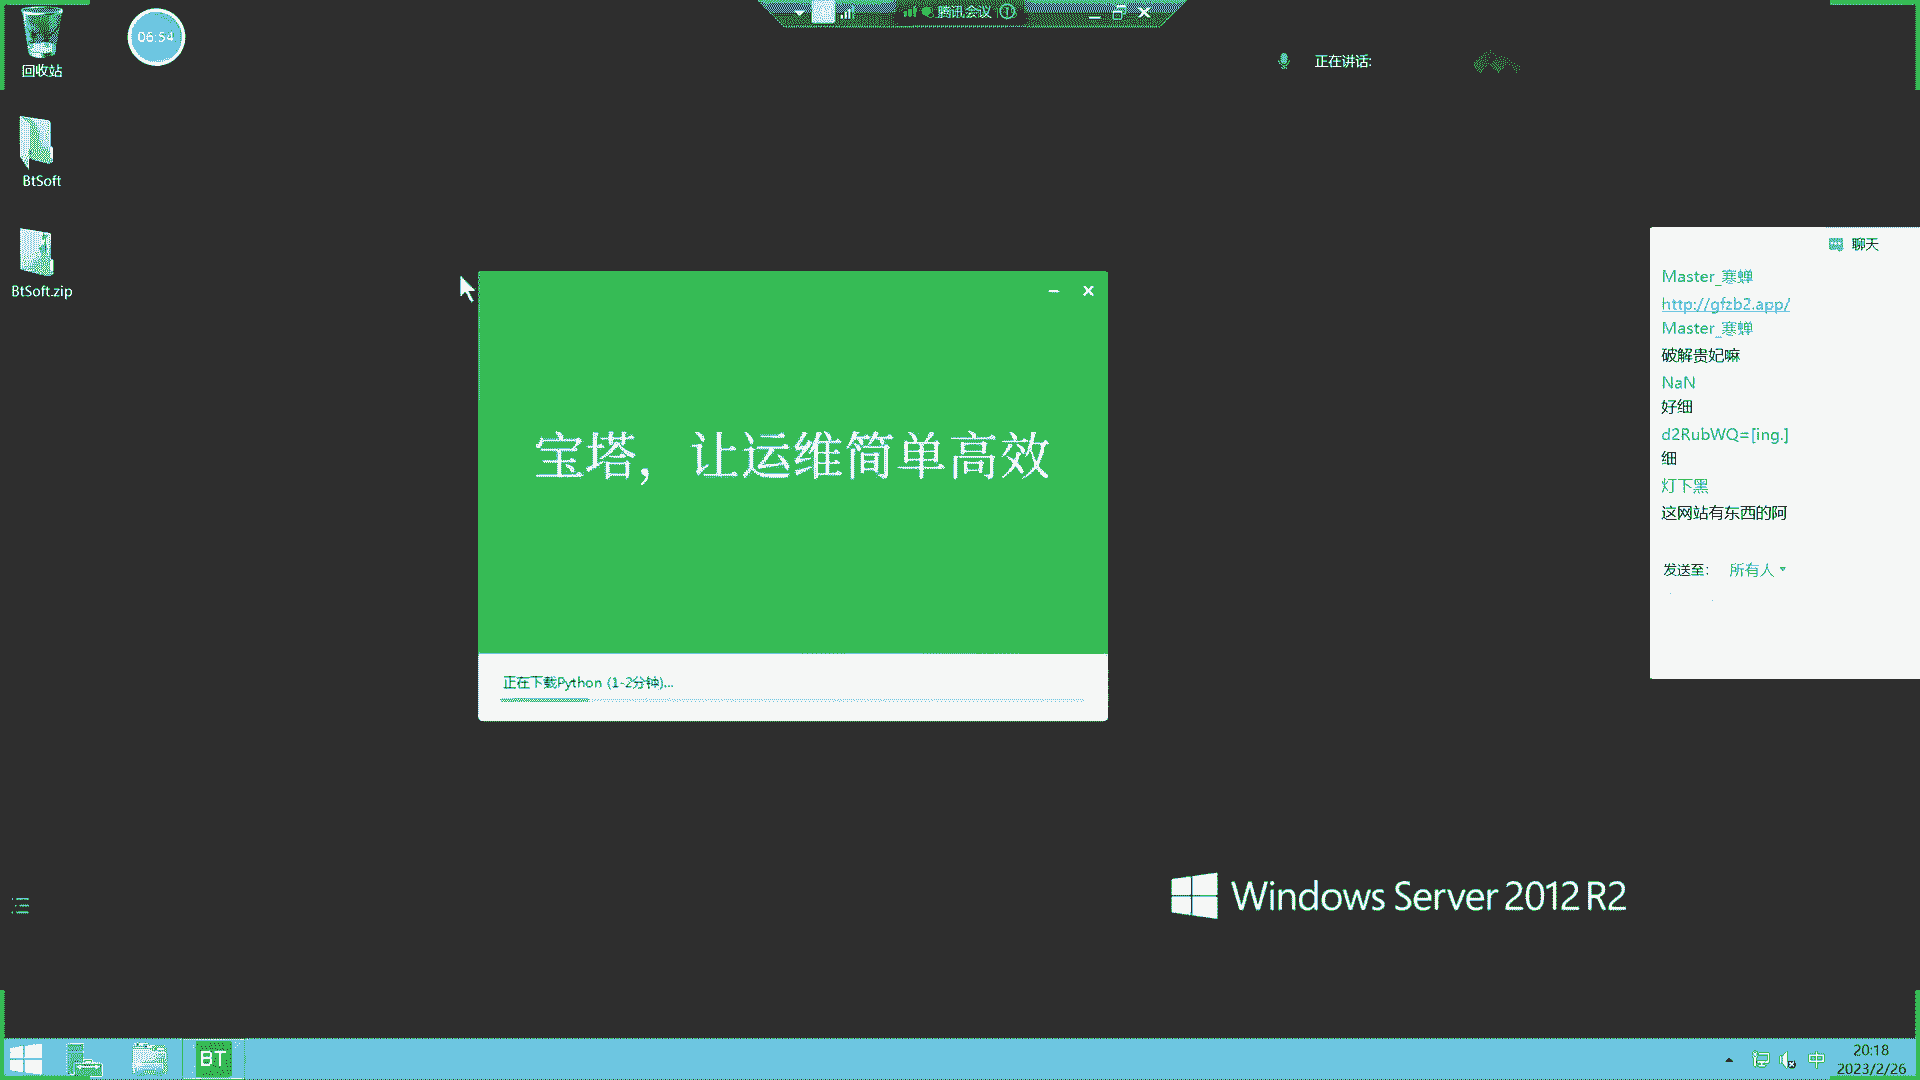 腾讯会议
回收站
06:54
正在讲话:
BtSoft
BtSoft.zip
宝塔，让运维简单高效
正在下载Python (1-2分钟)...
聊天
Master_寒蝉
http://gfzb2.app/
Master_寒蝉
破解贵妃嘛
NaN
好细
d2RubWQ=[ing.]
细
灯下黑
这网站有东西的阿
发送至: 所有人
Windows Server 2012 R2
BT
中
20:18
2023/2/26